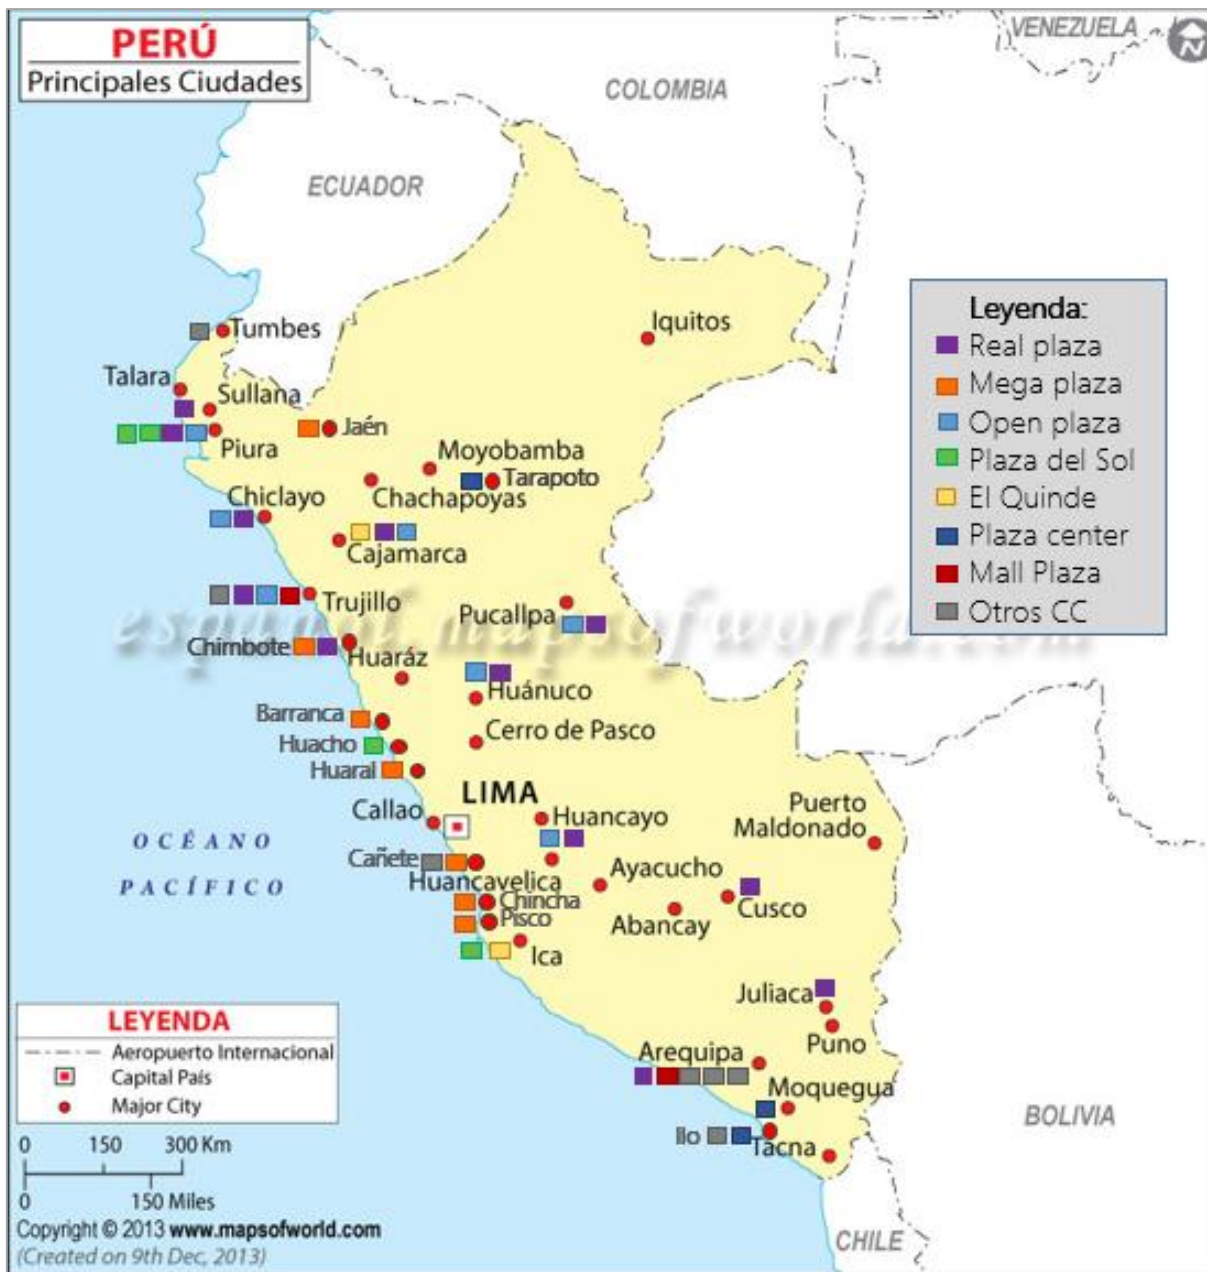 PERÚ
Principales Ciudades
VENEZUELA
N
COLOMBIA
ECUADOR
Leyenda:
Real plaza
Mega plaza
Open plaza
Plaza del Sol
El Quinde
Plaza center
Mall Plaza
Otros CC
Tumbes
Iquitos
Talara
Sullana
Piura
Jaén
Moyobamba
Tarapoto
Chachapoyas
Chiclayo
Cajamarca
Trujillo
Pucallpa
espanol.mapsofworld.com
Chimbote
Huaráz
Huánuco
Barranca
Cerro de Pasco
Huacho
Huaral
LIMA
Callao
Huancayo
Puerto
Maldonado
OCÉANO
PACÍFICO
Cañete
Huancavelica
Ayacucho
Chincha
Pisco
Abancay
Cusco
Ica
Juliaca
Puno
Arequipa
Moquegua
Ilo
Tacna
BOLIVIA
CHILE
LEYENDA
Aeropuerto Internacional
Capital País
Major City
0 150 300 Km
0 150 Miles
Copyright © 2013 www.mapsofworld.com
(Created on 9th Dec, 2013)